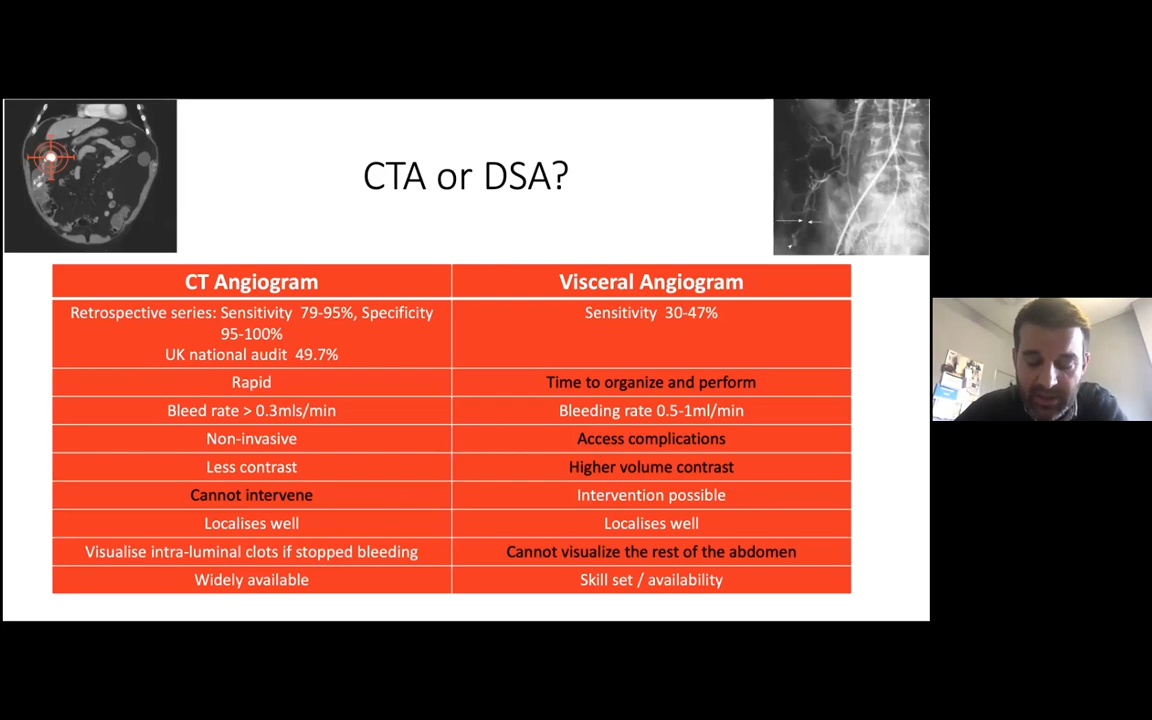 CTA or DSA?
CT Angiogram
Visceral Angiogram
Retrospective series: Sensitivity  79-95%, Specificity
95-100%
UK national audit  49.7%
Sensitivity  30-47%
Rapid
Time to organize and perform
Bleed rate > 0.3mls/min
Bleeding rate 0.5-1ml/min
Non-invasive
Access complications
Less contrast
Higher volume contrast
Cannot intervene
Intervention possible
Localises well
Localises well
Visualise intra-luminal clots if stopped bleeding
Cannot visualize the rest of the abdomen
Widely available
Skill set / availability